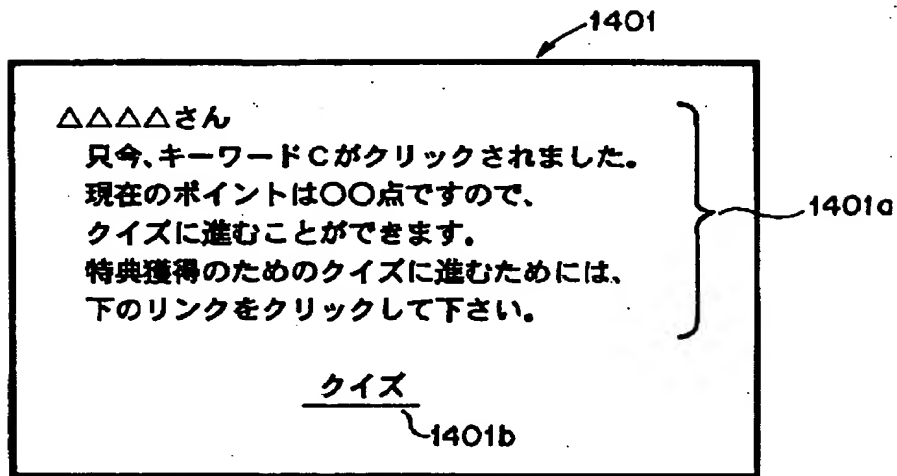 1401
△△△△さん
只今、キーワードCがクリックされました。
現在のポイントは〇〇点ですので、
クイズに進むことができます。
特典獲得のためのクイズに進むためには、
下のリンクをクリックして下さい。
1401a
クイズ
1401b